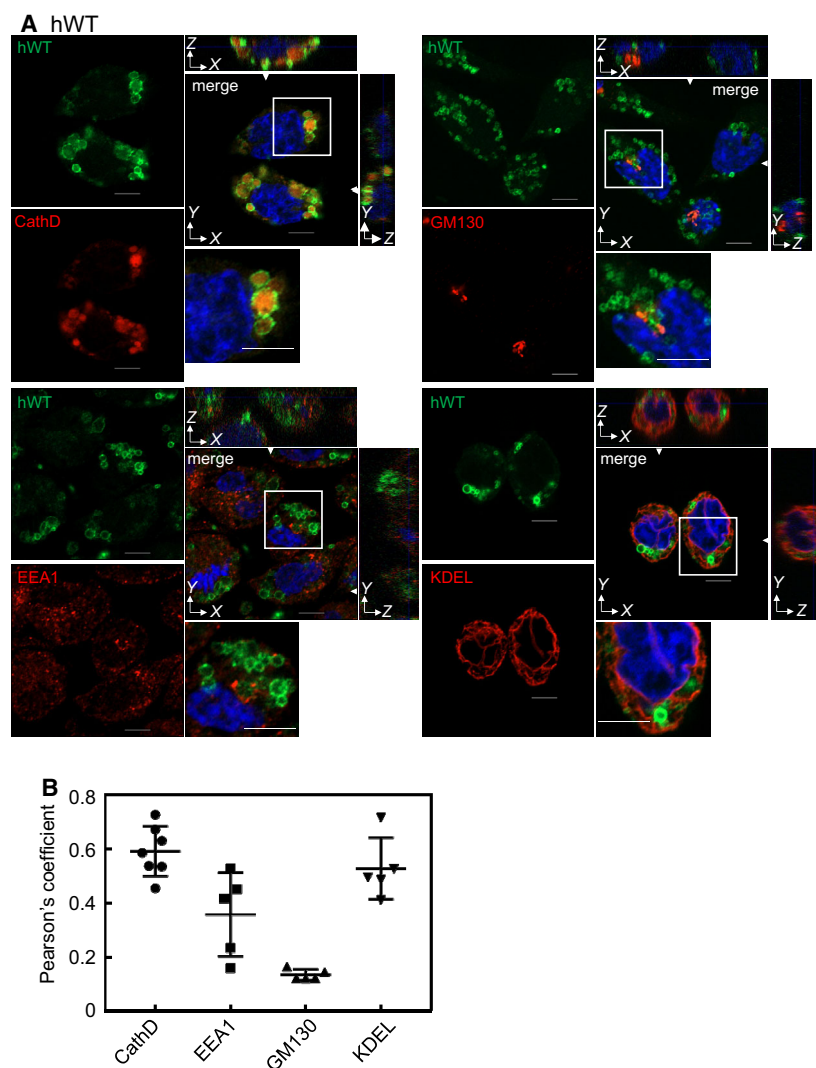 A hWT
hWT
Z
X
merge
Y
X
Y
Z
CathD
hWT
Z
X
merge
Y
X
Y
Z
GM130
hWT
Z
X
merge
Y
X
Y
Z
EEA1
hWT
Z
X
merge
Y
X
Y
Z
KDEL
B
Pearson's coefficient
0.8
0.6
0.4
0.2
0
CathD
EEA1
GM130
KDEL